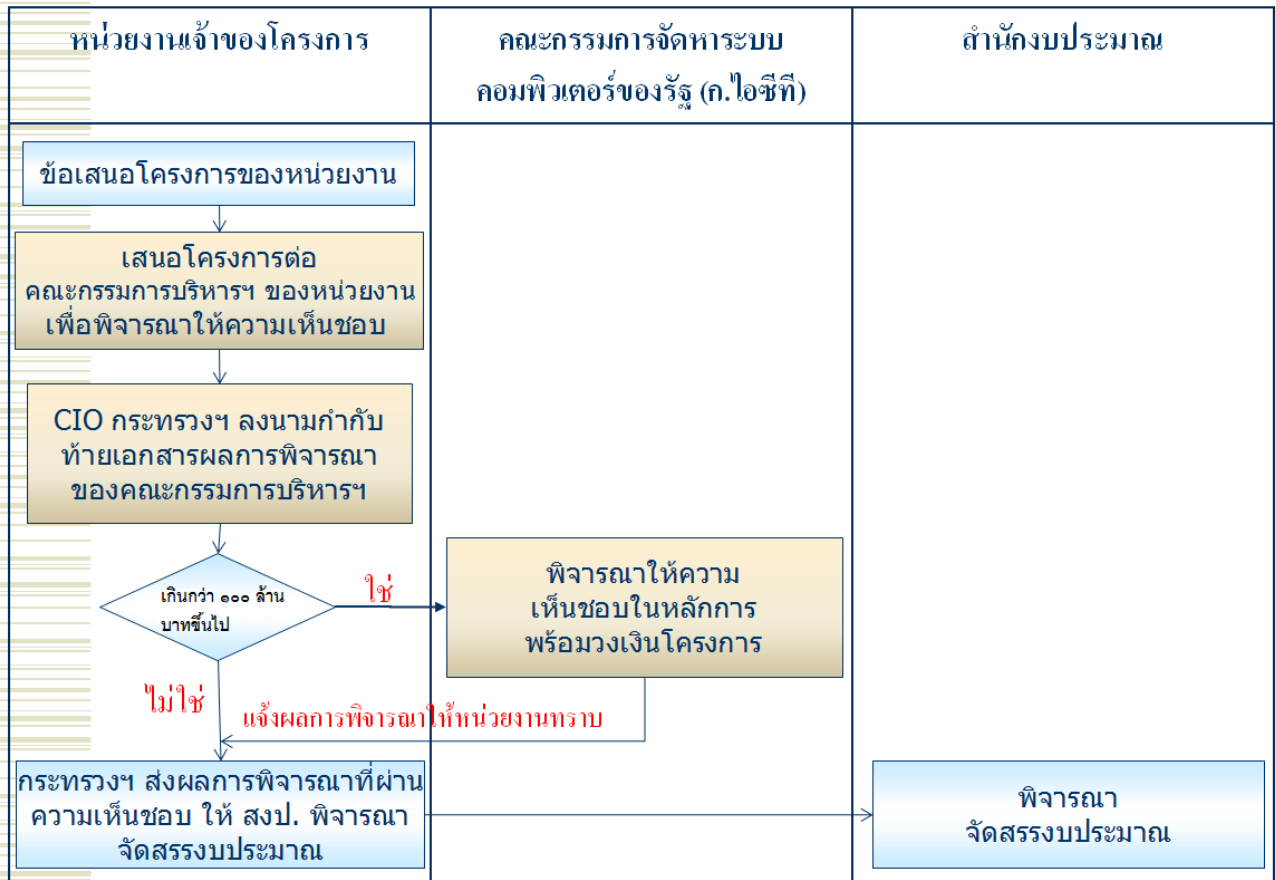 หน่วยงานเจ้าของโครงการ
คณะกรรมการจัดหาระบบ
คอมพิวเตอร์ของรัฐ (ก.ไอซีที)
สำนักงบประมาณ
ข้อเสนอโครงการของหน่วยงาน
เสนอโครงการต่อ
คณะกรรมการบริหารฯ ของหน่วยงาน
เพื่อพิจารณาให้ความเห็นชอบ
CIO กระทรวงฯ ลงนามกำกับ
ท้ายเอกสารผลการพิจารณา
ของคณะกรรมการบริหารฯ
เกินกว่า ๑๐๐ ล้าน
บาทขึ้นไป
ใช่
พิจารณาให้ความ
เห็นชอบในหลักการ
พร้อมวงเงินโครงการ
ไม่ใช่
แจ้งผลการพิจารณาให้หน่วยงานทราบ
กระทรวงฯ ส่งผลการพิจารณาที่ผ่าน
ความเห็นชอบ ให้ สงป. พิจารณา
จัดสรรงบประมาณ
พิจารณา
จัดสรรงบประมาณ